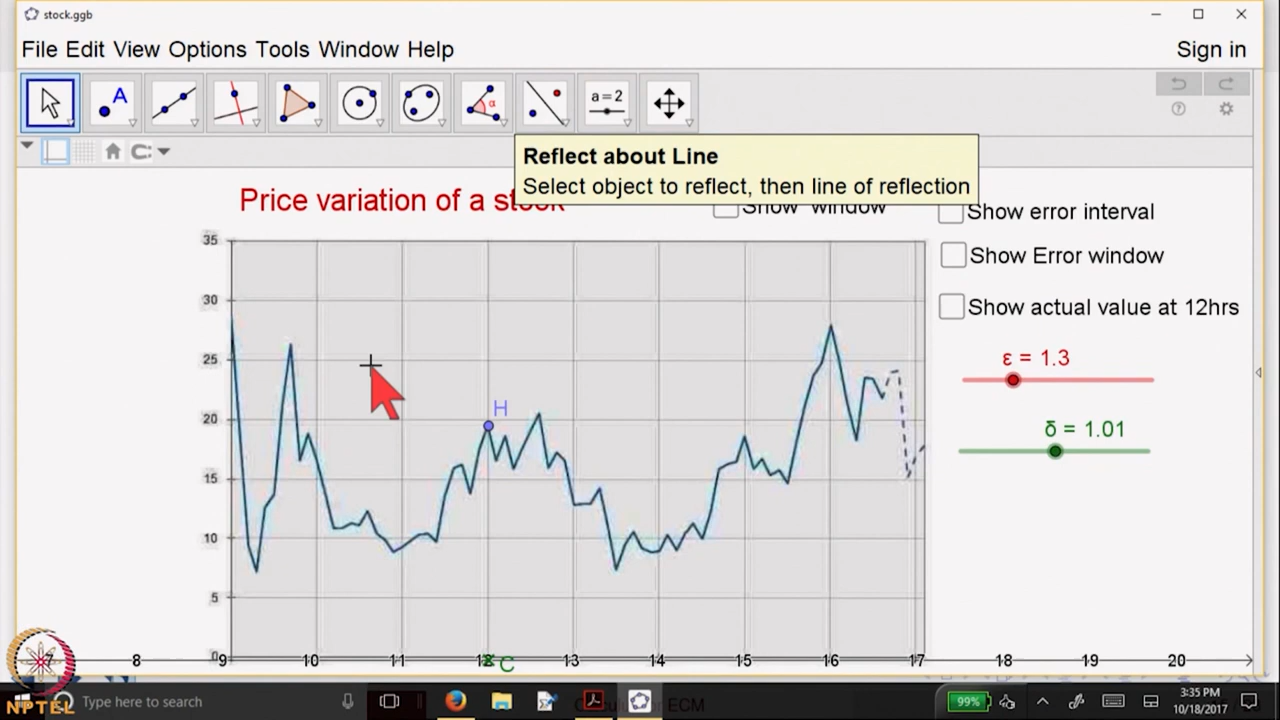 stock.ggb
File Edit View Options Tools Window Help
Sign in
A
α
a=2
Reflect about Line
Select object to reflect, then line of reflection
Price variation of a stock
Show window
Show error interval
Show Error window
Show actual value at 12hrs
ε = 1.3
δ = 1.01
35
30
25
20
15
10
5
0
H
C
7 8 9 10 11 12 13 14 15 16 17 18 19 20
NPTEL
Type here to search
ECM
99%
3:35 PM
10/18/2017